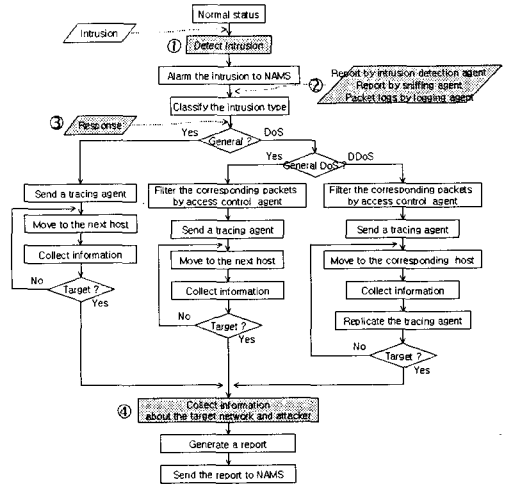 Normal status
Intrusion
① Detect Intrusion
Alarm the intrusion to NAMS
②
Report by intrusion detection agent
Report by sniffing agent
Packet logs by logging agent
Classify the intrusion type
③ Response
Yes General ? DoS
Yes General DoS ? DDoS
Send a tracing agent
Move to the next host
Collect information
No Target ? Yes
Filter the corresponding packets
by access control agent
Send a tracing agent
Move to the next host
Collect information
No Target ? Yes
Filter the corresponding packets
by access control agent
Send a tracing agent
Move to the corresponding host
Collect information
Replicate the tracing agent
No Target ? Yes
④ Collect information
about the target network and attacker
Generate a report
Send the report to NAMS